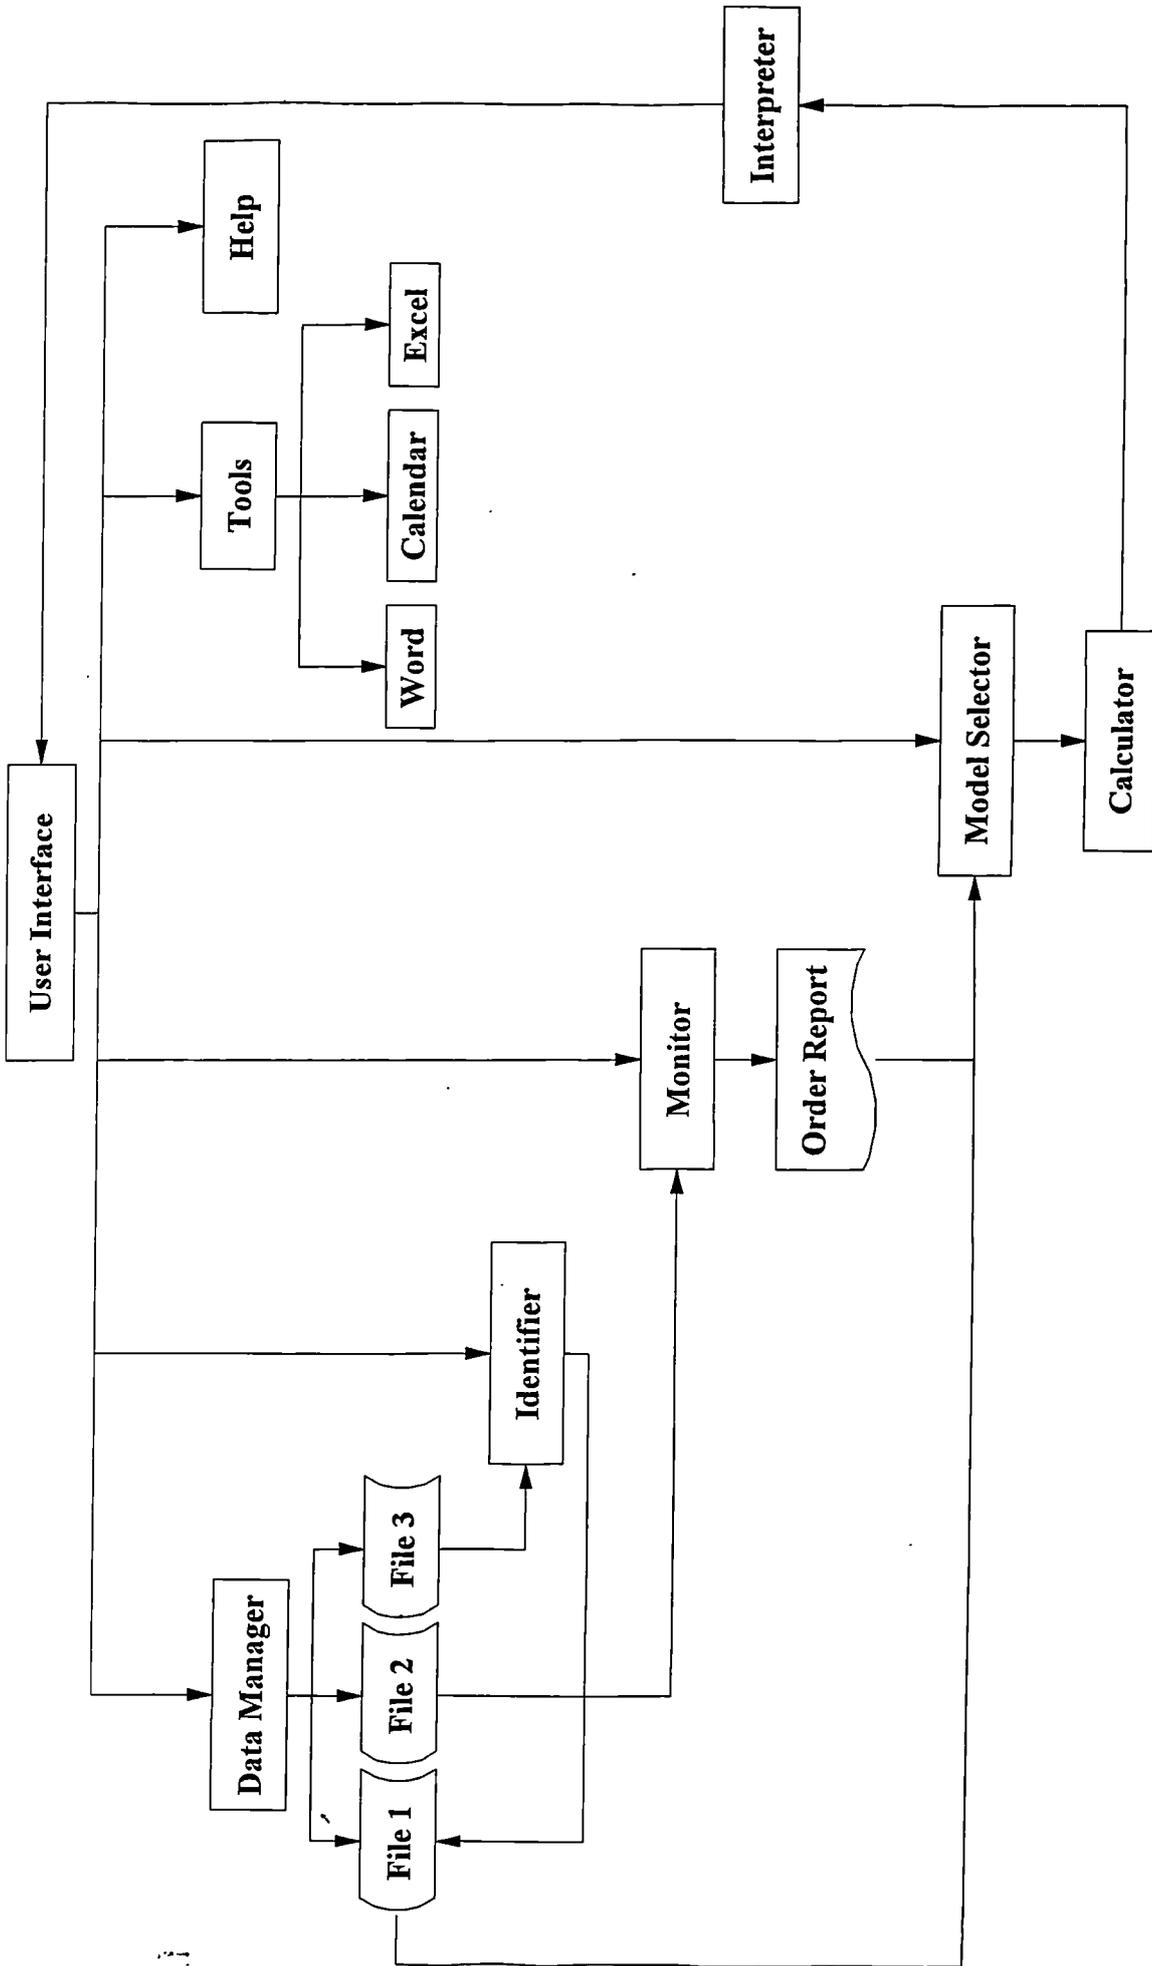 User Interface
Data Manager
Tools
Help
File 1
File 2
File 3
Word
Calendar
Excel
Identifier
Monitor
Interpreter
Order Report
Model Selector
Calculator